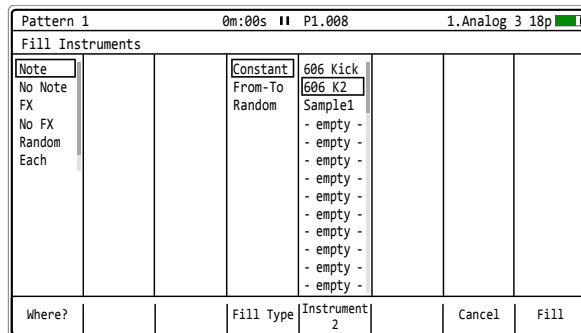 Pattern 1 0m:00s P1.008 1.Analog 3 18p
Fill Instruments
Note
No Note
FX
No FX
Random
Each
Constant
From-To
Random
606 Kick
606 K2
Sample1
- empty -
- empty -
- empty -
- empty -
- empty -
- empty -
- empty -
- empty -
- empty -
- empty -
Where? Fill Type Instrument Cancel Fill
2